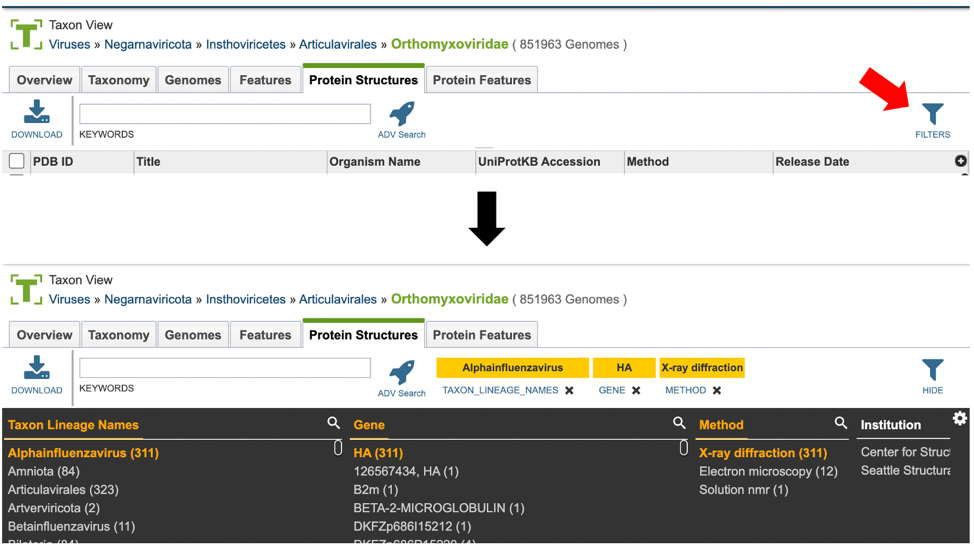 Taxon View
Viruses » Negarnaviricota » Insthoviricetes » Articulavirales » Orthomyxoviridae ( 851963 Genomes )
Overview Taxonomy Genomes Features Protein Structures Protein Features
DOWNLOAD KEYWORDS ADV Search FILTERS
PDB ID Title Organism Name UniProtKB Accession Method Release Date
Taxon View
Viruses » Negarnaviricota » Insthoviricetes » Articulavirales » Orthomyxoviridae ( 851963 Genomes )
Overview Taxonomy Genomes Features Protein Structures Protein Features
Alphainfluenzavirus HA X-ray diffraction
DOWNLOAD KEYWORDS ADV Search TAXON_LINEAGE_NAMES ✖ GENE ✖ METHOD ✖ HIDE
Taxon Lineage Names Gene Method Institution
Alphainfluenzavirus (311) HA (311) X-ray diffraction (311) Center for Struct
Amniota (84) 126567434, HA (1) Electron microscopy (12) Seattle Structura
Articulavirales (323) B2m (1) Solution nmr (1)
Artverviricota (2) BETA-2-MICROGLOBULIN (1)
Betainfluenzavirus (11) DKFZp686I15212 (1)